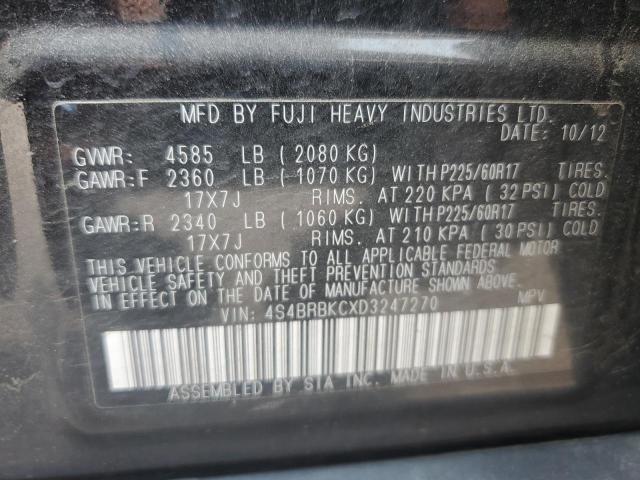 MFD BY FUJI HEAVY INDUSTRIES LTD.
DATE: 10/12
GVWR: 4585 LB ( 2080 KG)
GAWR:F 2360 LB ( 1070 KG) WITH P225/60R17 TIRES.
17X7J RIMS. AT 220 KPA ( 32 PSI) COLD
GAWR:R 2340 LB ( 1060 KG) WITH P225/60R17 TIRES.
17X7J RIMS. AT 210 KPA ( 30 PSI) COLD
THIS VEHICLE CONFORMS TO ALL APPLICABLE FEDERAL MOTOR
VEHICLE SAFETY AND THEFT PREVENTION STANDARDS
IN EFFECT ON THE DATE OF MANUFACTURE SHOWN ABOVE.
VIN: 4S4BRBKCXD3247270 MPV
ASSEMBLED BY SIA INC. MADE IN U.S.A.